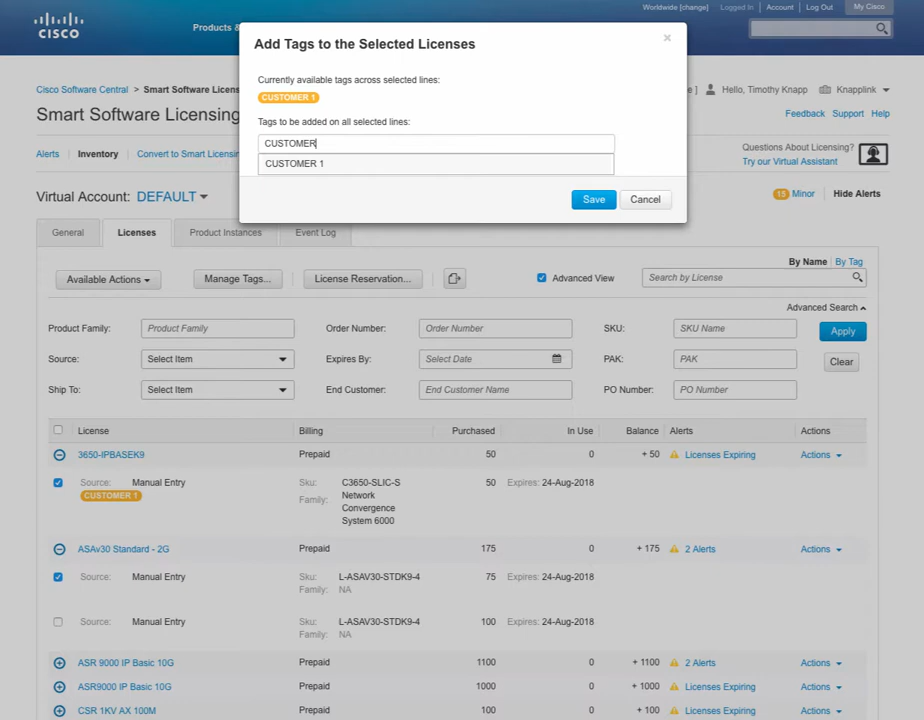 Worldwide [change] Logged In Account Log Out My Cisco
CISCO
Products &
Add Tags to the Selected Licenses ×
Currently available tags across selected lines:
CUSTOMER 1
Tags to be added on all selected lines:
CUSTOMER
CUSTOMER 1
Save Cancel
Cisco Software Central > Smart Software Licens
] Hello, Timothy Knapp Knapplink
Smart Software Licensing
Feedback Support Help
Alerts Inventory Convert to Smart Licensin
Questions About Licensing?
Try our Virtual Assistant
Virtual Account: DEFAULT
15 Minor Hide Alerts
General Licenses Product Instances Event Log
By Name | By Tag
Available Actions Manage Tags... License Reservation... Advanced View Search by License
Advanced Search
Product Family: Product Family Order Number: Order Number SKU: SKU Name Apply
Source: Select Item Expires By: Select Date PAK: PAK Clear
Ship To: Select Item End Customer: End Customer Name PO Number: PO Number
License Billing Purchased In Use Balance Alerts Actions
3650-IPBASEK9 Prepaid 50 0 + 50 Licenses Expiring Actions
Source: Manual Entry Sku: C3650-SLIC-S 50 Expires: 24-Aug-2018
CUSTOMER 1 Family: Network
Convergence
System 6000
ASAv30 Standard - 2G Prepaid 175 0 + 175 2 Alerts Actions
Source: Manual Entry Sku: L-ASAV30-STDK9-4 75 Expires: 24-Aug-2018
Family: NA
Source: Manual Entry Sku: L-ASAV30-STDK9-4 100 Expires: 24-Aug-2018
Family: NA
ASR 9000 IP Basic 10G Prepaid 1100 0 + 1100 2 Alerts Actions
ASR9000 IP Basic 10G Prepaid 1000 0 + 1000 Licenses Expiring Actions
CSR 1KV AX 100M Prepaid 100 0 + 100 Licenses Expiring Actions